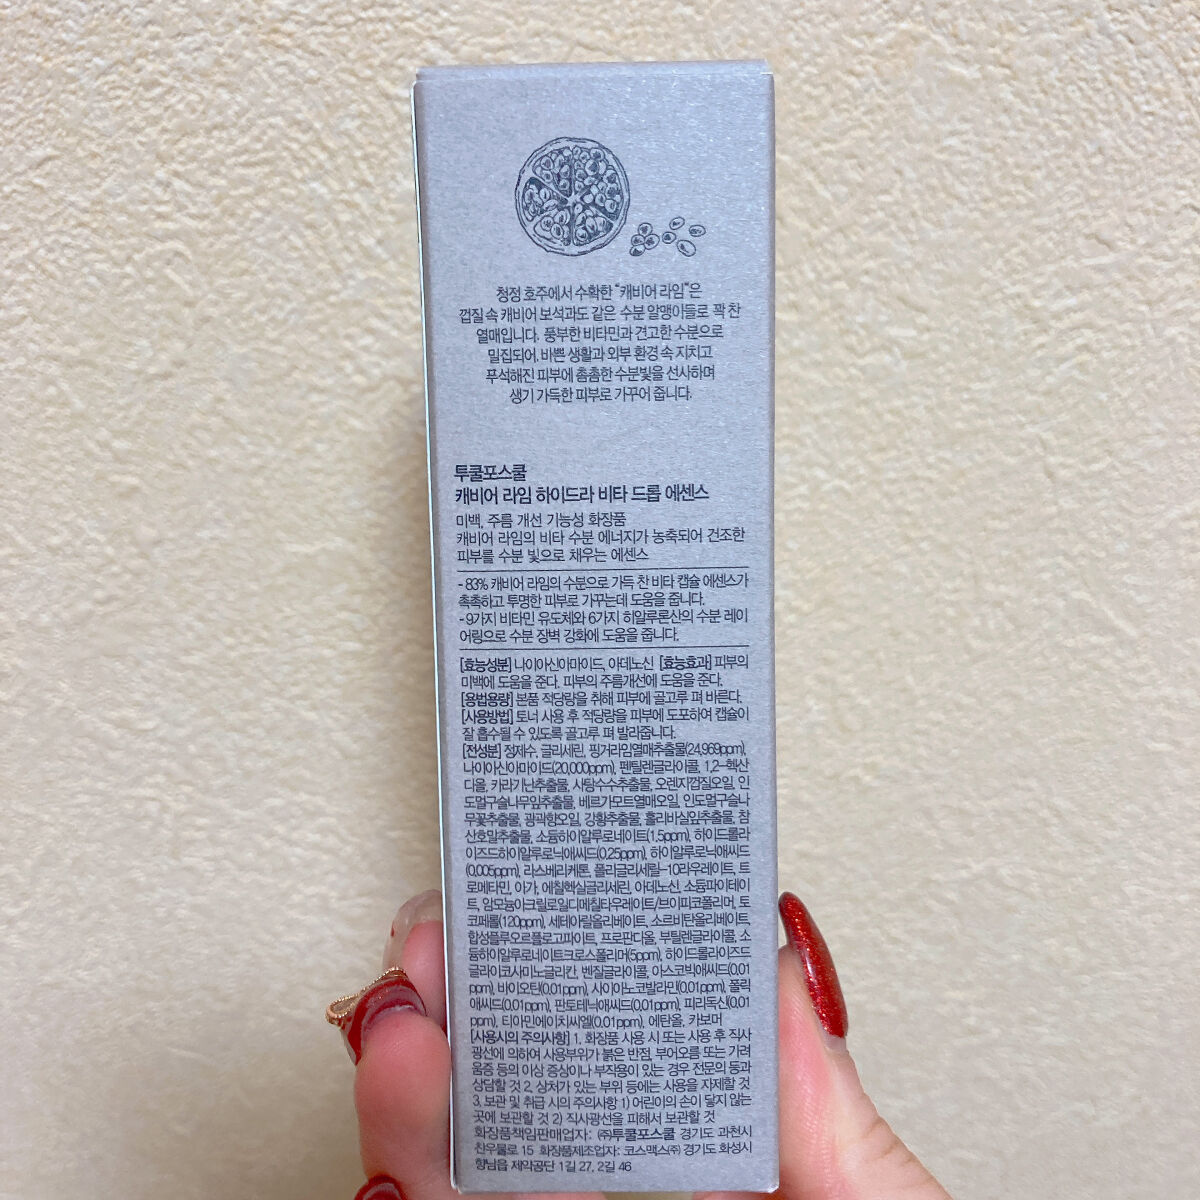 청정 호주에서 수확한 "캐비어 라임"은
껍질 속 캐비어 보석과도 같은 수분 알맹이들로 꽉 찬
열매입니다. 풍부한 비타민과 견고한 수분으로
밀집되어, 바쁜 생활과 외부 환경 속 지치고
푸석해진 피부에 촘촘한 수분빛을 선사하며
생기 가득한 피부로 가꾸어 줍니다.
투쿨포스쿨
캐비어 라임 하이드라 비타 드롭 에센스
미백, 주름 개선 기능성 화장품
캐비어 라임의 비타 수분 에너지가 농축되어 건조한
피부를 수분 빛으로 채우는 에센스
- 83% 캐비어 라임의 수분으로 가득 찬 비타 캡슐 에센스가
촉촉하고 투명한 피부로 가꾸는데 도움을 줍니다.
- 9가지 비타민 유도체와 6가지 히알루론산의 수분 레이
어링으로 수분 장벽 강화에 도움을 줍니다.
[효능성분] 나이아신아마이드, 아데노신 [효능효과] 피부의
미백에 도움을 준다. 피부의 주름개선에 도움을 준다.
[용법용량] 본품 적당량을 취해 피부에 골고루 펴 바른다.
[사용방법] 토너 사용 후 적당량을 피부에 도포하여 캡슐이
잘 흡수될 수 있도록 골고루 펴 발라줍니다.
[전성분] 정제수, 글리세린, 핑거라임열매추출물(24,969ppm),
나이아신아마이드(20,000ppm), 펜틸렌글라이콜, 1,2-헥산
다이올, 카라기난추출물, 사탕수수추출물, 오렌지껍질오일, 인
도멀구슬나무잎추출물, 베르가모트열매오일, 인도멀구슬나
무꽃추출물, 광곽향오일, 강황추출물, 홀리바질잎추출물, 참
산호말추출물, 소듐하이알루로네이트(1.5ppm), 하이드롤라
이즈드하이알루로닉애씨드(0.25ppm), 하이알루로닉애씨드
(0.005ppm), 라스베리케톤, 폴리글리세릴-10라우레이트, 트
로메타민, 아가, 에칠헥실글리세린, 아데노신, 소듐파이테이
트, 암모늄아크릴로일디메칠타우레이트/브이피코폴리머, 토
코페롤(120ppm), 세테아릴올리베이트, 소르비탄올리베이트,
합성플루오르플로고파이트, 프로판다이올, 부틸렌글라이콜, 소
듐하이알루로네이트크로스폴리머(5ppm), 하이드롤라이즈드
글라이코사미노글리칸, 벤질글라이콜, 아스코빅애씨드(0.01
ppm), 바이오틴(0.01ppm), 사이아노코발라민(0.01ppm), 폴릭
애씨드(0.01ppm), 판토테닉애씨드(0.01ppm), 피리독신(0.01
ppm), 티아민에이치씨엘(0.01ppm), 에탄올, 카보머
[사용시의 주의사항] 1. 화장품 사용 시 또는 사용 후 직사
광선에 의하여 사용부위가 붉은 반점, 부어오름 또는 가려
움증 등의 이상 증상이나 부작용이 있는 경우 전문의 등과
상담할 것 2. 상처가 있는 부위 등에는 사용을 자제할 것
3. 보관 및 취급 시의 주의사항 1) 어린이의 손이 닿지 않는
곳에 보관할 것 2) 직사광선을 피해서 보관할 것
화장품책임판매업자: ㈜투쿨포스쿨 경기도 과천시
찬우물로 15 화장품제조업자: 코스맥스㈜ 경기도 화성시
향남읍 제약공단 1길 27, 2길 46